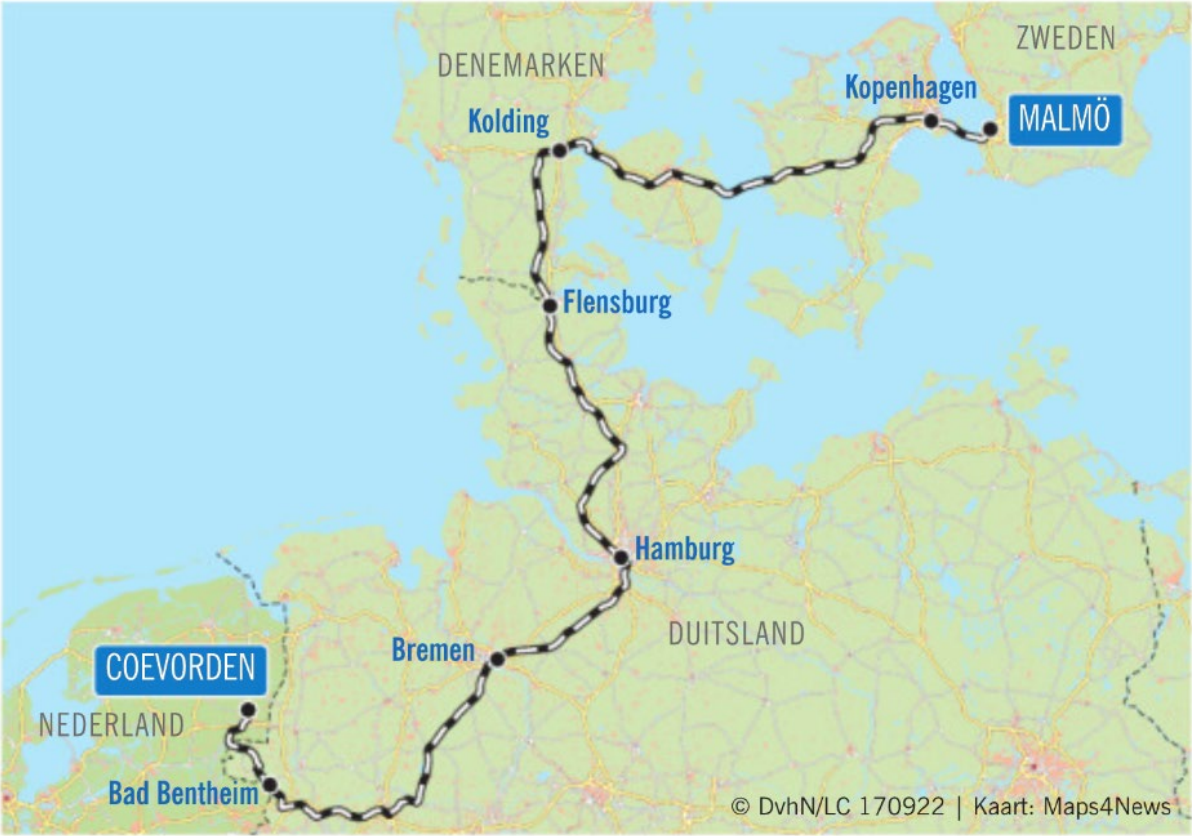 ZWEDEN
DENEMARKEN
Kopenhagen
MALMÖ
Kolding
Flensburg
Hamburg
DUITSLAND
Bremen
COEVORDEN
NEDERLAND
Bad Bentheim
© DvhN/LC 170922 | Kaart: Maps4News